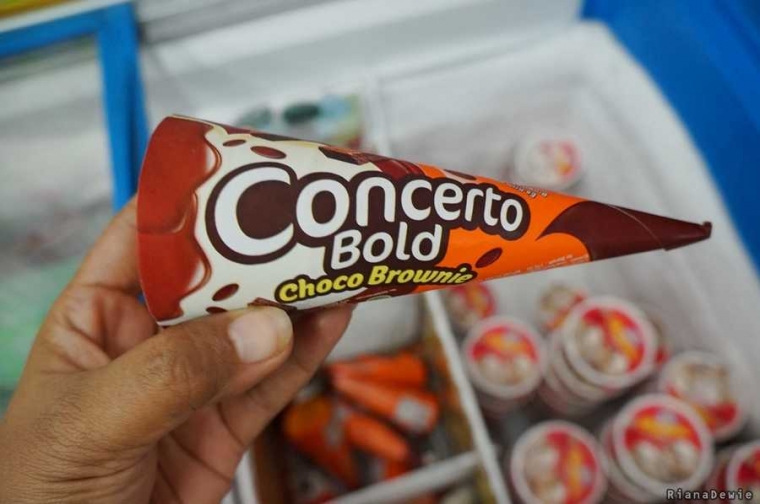 Concerto
Bold
Choco Brownie
RianaDewie